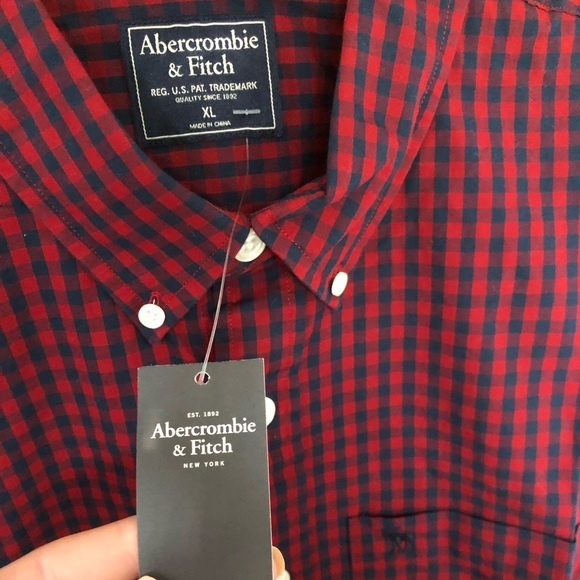 Abercrombie
& Fitch
REG. U.S. PAT. TRADEMARK
QUALITY SINCE 1892
XL
MADE IN CHINA
EST. 1892
Abercrombie
& Fitch
NEW YORK